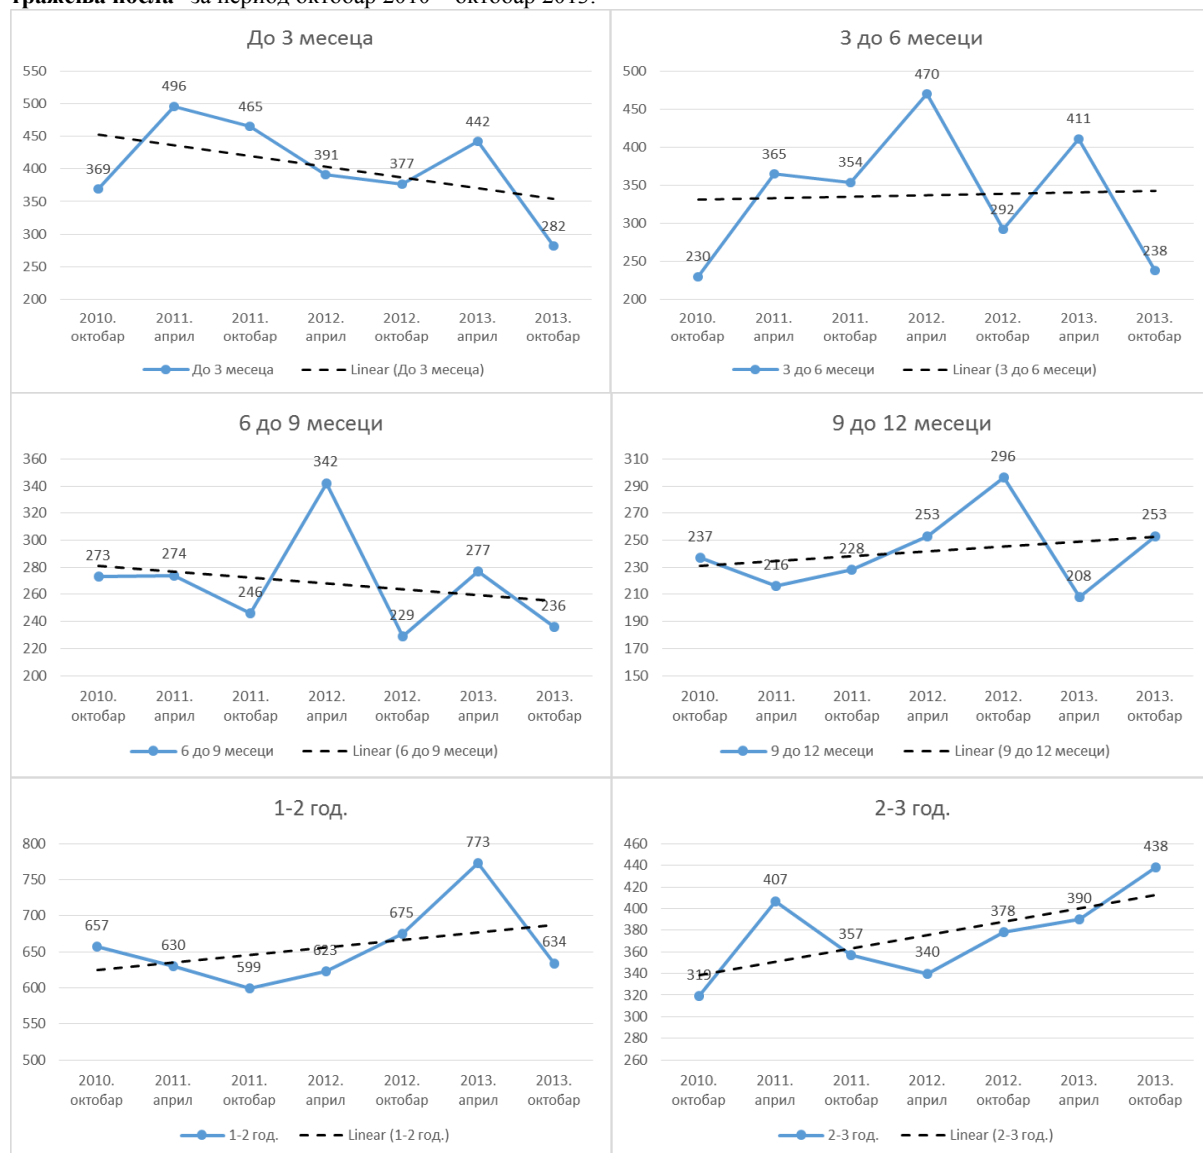 тражења посла" за период октобар 2010 – октобар 2013.
До 3 месеца
550
500
450
400
350
300
250
200
369
496
465
391
377
442
282
2010. октобар
2011. април
2011. октобар
2012. април
2012. октобар
2013. април
2013. октобар
До 3 месеца
Linear (До 3 месеца)
3 до 6 месеци
500
450
400
350
300
250
200
230
365
354
470
292
411
238
2010. октобар
2011. април
2011. октобар
2012. април
2012. октобар
2013. април
2013. октобар
3 до 6 месеци
Linear (3 до 6 месеци)
6 до 9 месеци
360
340
320
300
280
260
240
220
200
273
274
246
342
229
277
236
2010. октобар
2011. април
2011. октобар
2012. април
2012. октобар
2013. април
2013. октобар
6 до 9 месеци
Linear (6 до 9 месеци)
9 до 12 месеци
310
290
270
250
230
210
190
170
150
237
216
228
253
296
208
253
2010. октобар
2011. април
2011. октобар
2012. април
2012. октобар
2013. април
2013. октобар
9 до 12 месеци
Linear (9 до 12 месеци)
1-2 год.
800
750
700
650
600
550
500
657
630
599
623
675
773
634
2010. октобар
2011. април
2011. октобар
2012. април
2012. октобар
2013. април
2013. октобар
1-2 год.
Linear (1-2 год.)
2-3 год.
460
440
420
400
380
360
340
320
300
280
260
319
407
357
340
378
390
438
2010. октобар
2011. април
2011. октобар
2012. април
2012. октобар
2013. април
2013. октобар
2-3 год.
Linear (2-3 год.)